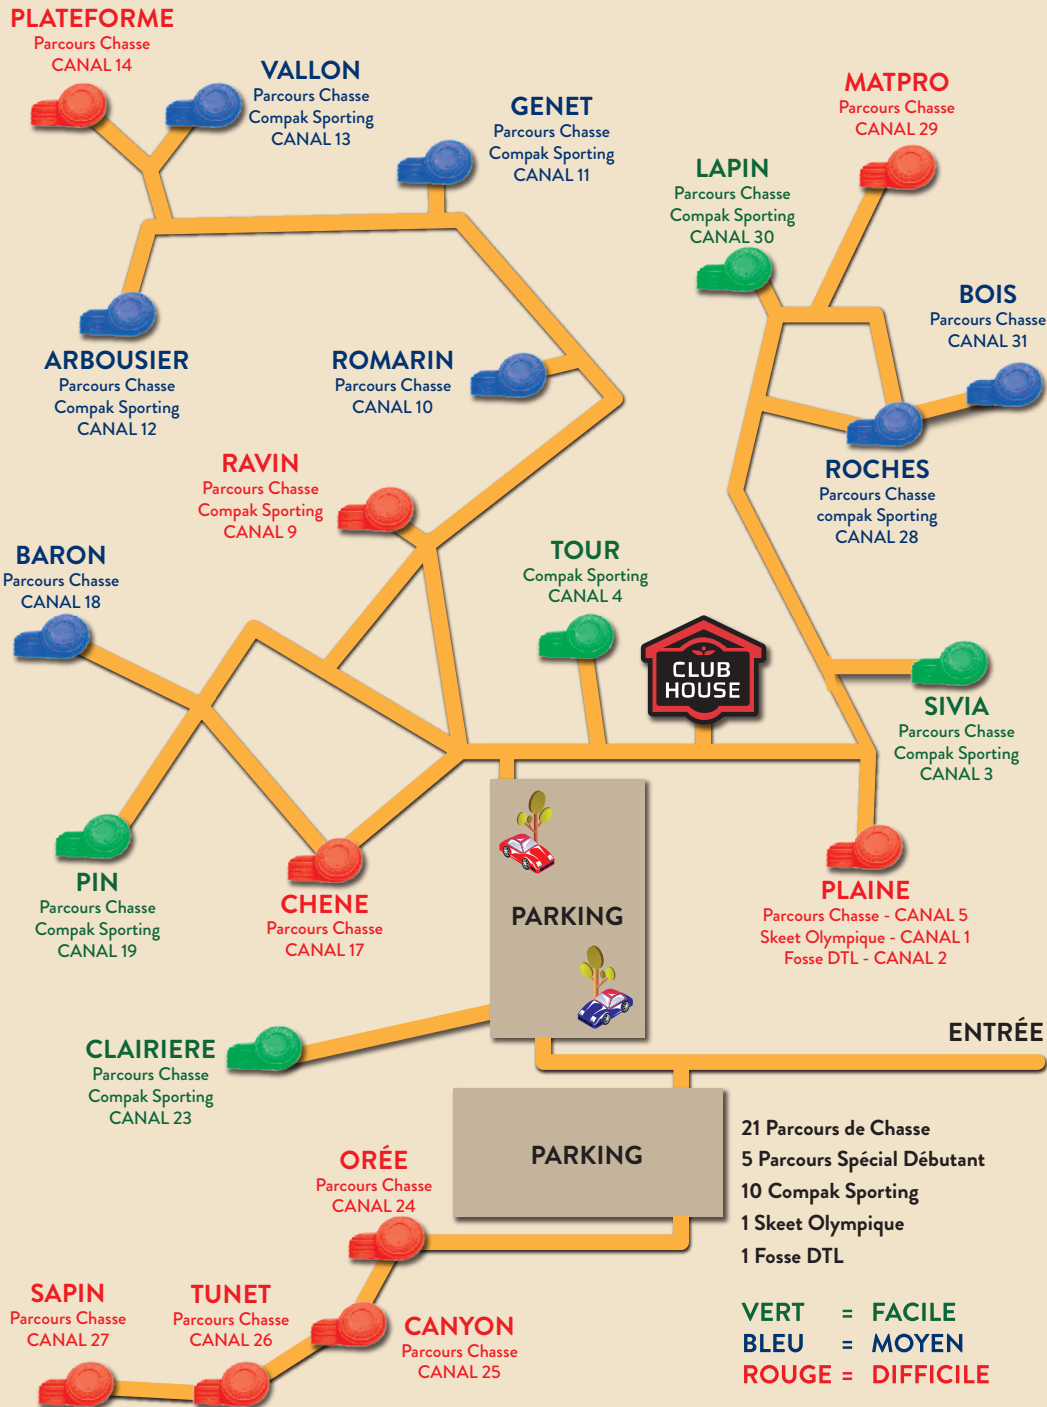 PLATEFORME
Parcours Chasse
CANAL 14
VALLON
Parcours Chasse
Compak Sporting
CANAL 13
GENET
Parcours Chasse
Compak Sporting
CANAL 11
MATPRO
Parcours Chasse
CANAL 29
LAPIN
Parcours Chasse
Compak Sporting
CANAL 30
BOIS
Parcours Chasse
CANAL 31
ARBOUSIER
Parcours Chasse
Compak Sporting
CANAL 12
ROMARIN
Parcours Chasse
CANAL 10
RAVIN
Parcours Chasse
Compak Sporting
CANAL 9
ROCHES
Parcours Chasse
compak Sporting
CANAL 28
BARON
Parcours Chasse
CANAL 18
TOUR
Compak Sporting
CANAL 4
CLUB
HOUSE
SIVIA
Parcours Chasse
Compak Sporting
CANAL 3
PIN
Parcours Chasse
Compak Sporting
CANAL 19
CHENE
Parcours Chasse
CANAL 17
PARKING
PLAINE
Parcours Chasse - CANAL 5
Skeet Olympique - CANAL 1
Fosse DTL - CANAL 2
CLAIRIERE
Parcours Chasse
Compak Sporting
CANAL 23
ENTRÉE
PARKING
ORÉE
Parcours Chasse
CANAL 24
SAPIN
Parcours Chasse
CANAL 27
TUNET
Parcours Chasse
CANAL 26
CANYON
Parcours Chasse
CANAL 25
21 Parcours de Chasse
5 Parcours Spécial Débutant
10 Compak Sporting
1 Skeet Olympique
1 Fosse DTL
VERT = FACILE
BLEU = MOYEN
ROUGE = DIFFICILE